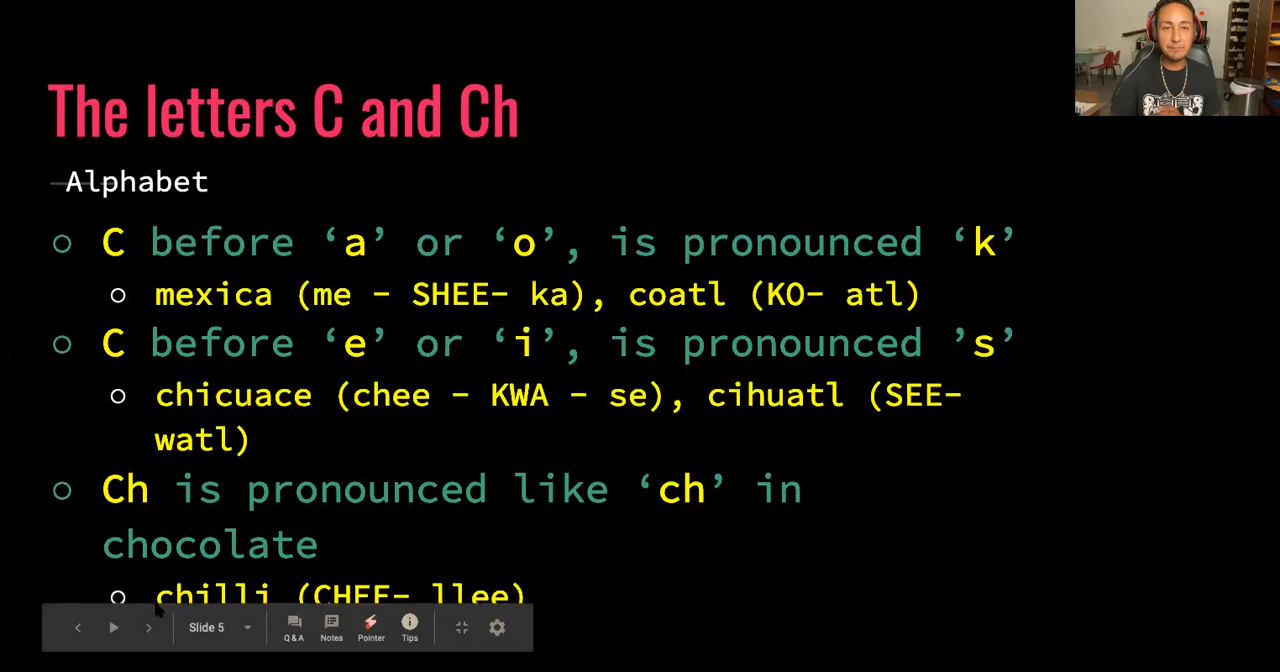 The letters C and Ch
Alphabet
C before ‘a’ or ‘o’, is pronounced ‘k’
mexica (me - SHEE- ka), coatl (KO- atl)
C before ‘e’ or ‘i’, is pronounced ’s’
chicuace (chee - KWA - se), cihuatl (SEE-
watl)
Ch is pronounced like ‘ch’ in
chocolate
chilli (CHEE- llee)
Slide 5
Q&A Notes Pointer Tips